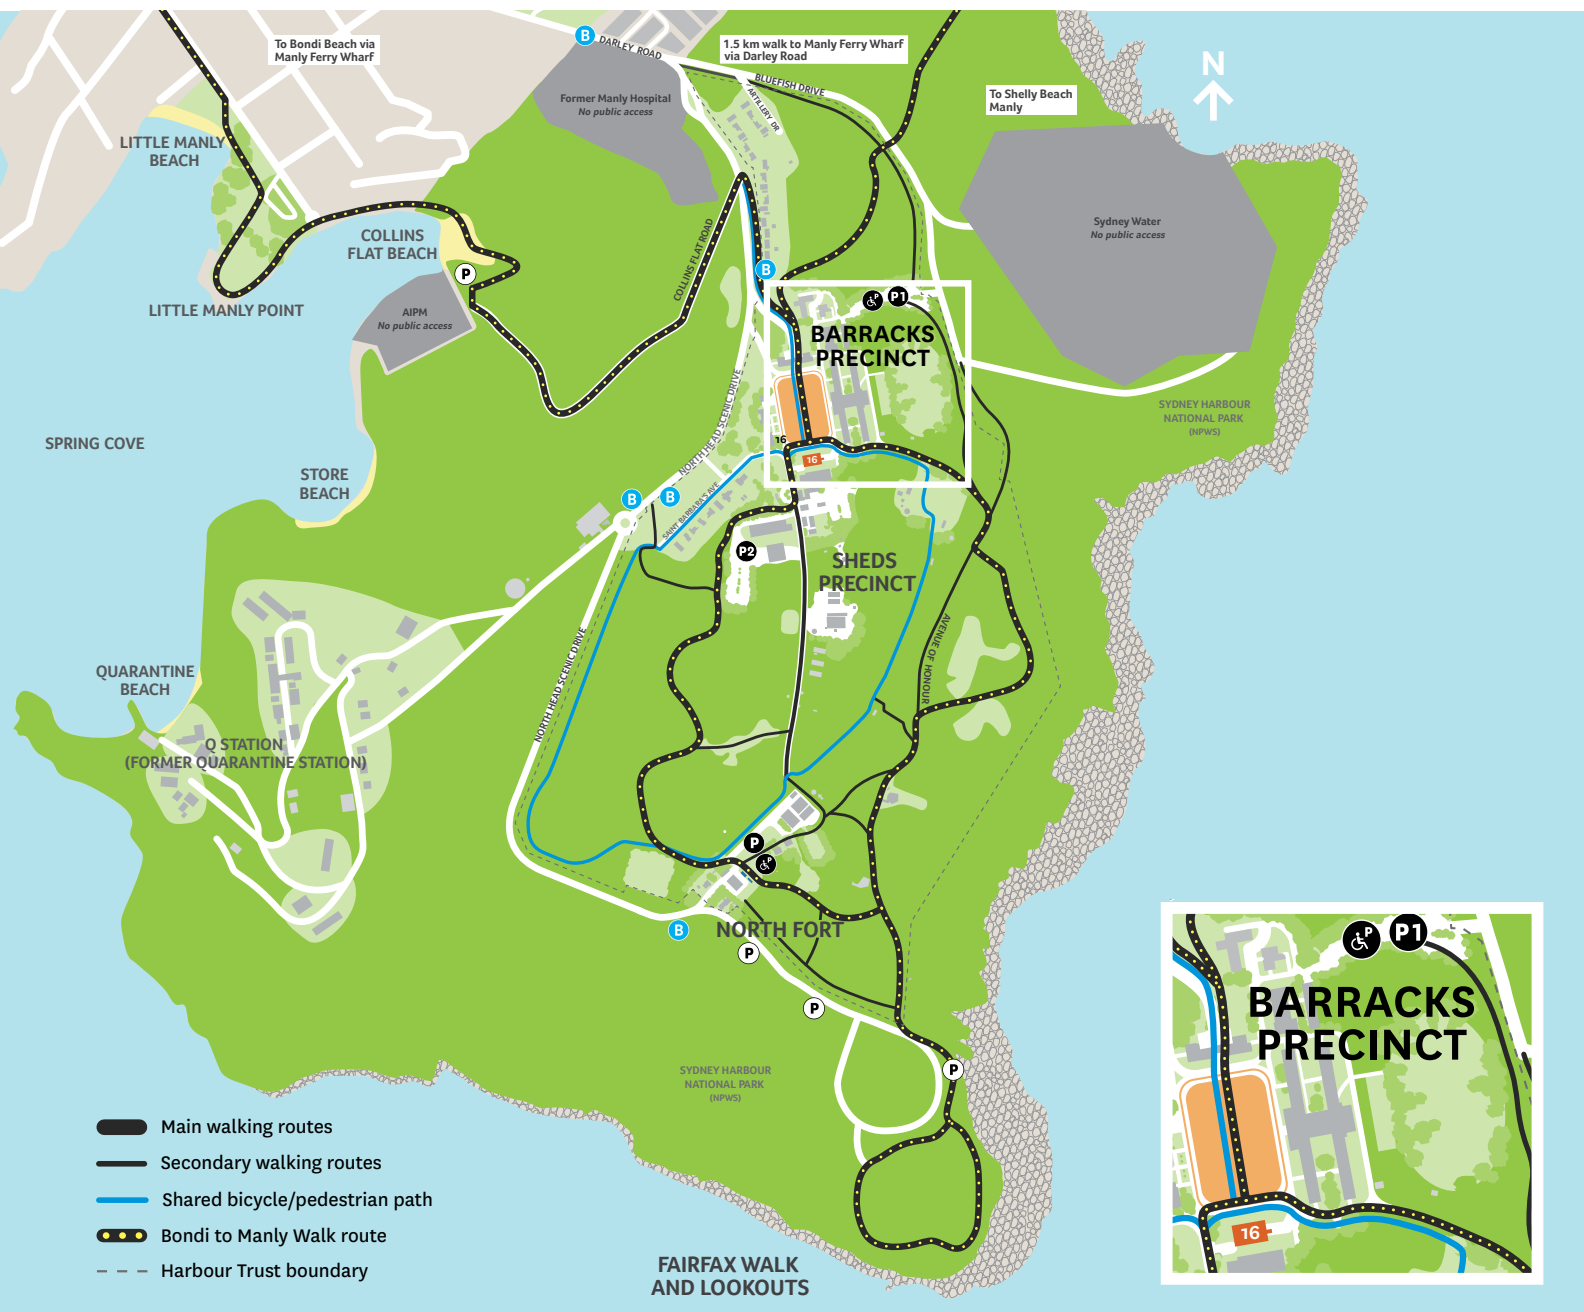 B
DARLEY ROAD
To Bondi Beach via
Manly Ferry Wharf
1.5 km walk to Manly Ferry Wharf
via Darley Road
BLUEFISH DRIVE
ARTILLERY DR
To Shelly Beach
Manly
N
Former Manly Hospital
No public access
LITTLE MANLY
BEACH
COLLINS
FLAT BEACH
P
COLLINS FLAT ROAD
B
Sydney Water
No public access
LITTLE MANLY POINT
AIPM
No public access
P
P1
BARRACKS
PRECINCT
NORTH HEAD SCENIC DRIVE
SYDNEY HARBOUR
NATIONAL PARK
(NPWS)
SPRING COVE
16
16
STORE
BEACH
B
B
SAINT BARBARA'S AVE
P2
SHEDS
PRECINCT
AVENUE OF HONOUR
NORTH HEAD SCENIC DRIVE
QUARANTINE
BEACH
Q STATION
(FORMER QUARANTINE STATION)
P
P
B
NORTH FORT
P
P
P
SYDNEY HARBOUR
NATIONAL PARK
(NPWS)
P
P1
BARRACKS
PRECINCT
16
Main walking routes
Secondary walking routes
Shared bicycle/pedestrian path
Bondi to Manly Walk route
Harbour Trust boundary
FAIRFAX WALK
AND LOOKOUTS